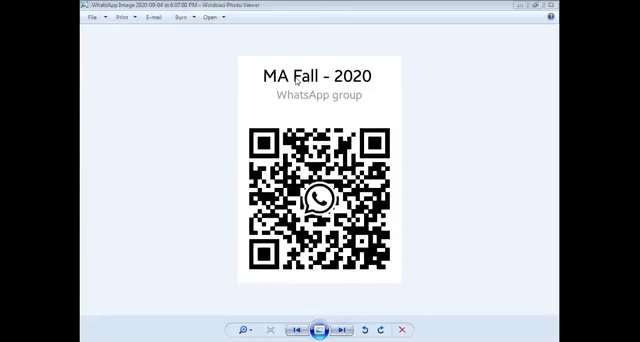 WhatsApp Image 2020-09-04 at 6.07.00 PM - Windows Photo Viewer
File Print E-mail Burn Open
MA Fall - 2020
WhatsApp group